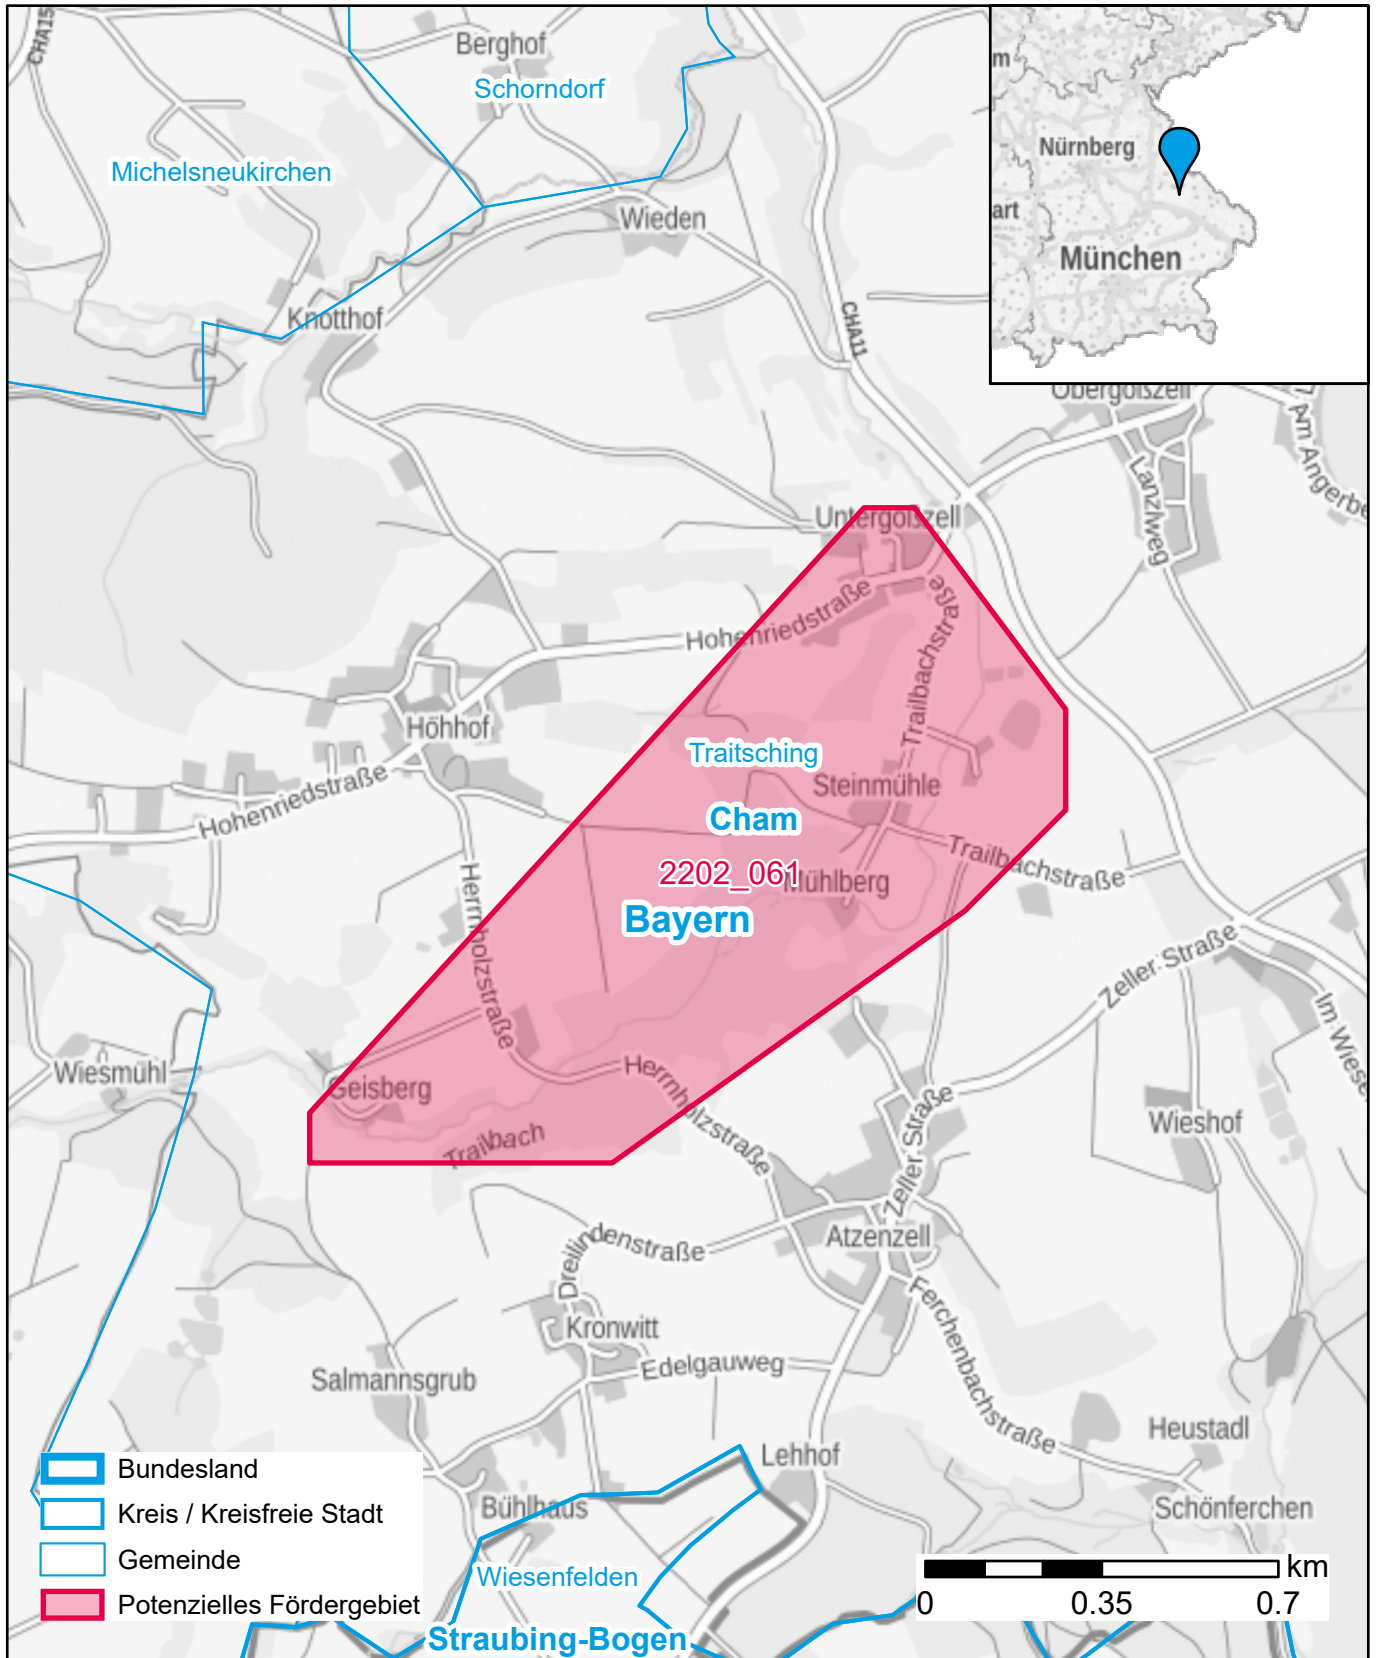 CHA15
Berghof
Schorndorf
Michelsneukirchen
Wieden
Knotthof
CHA11
m
Nürnberg
art
München
Obergoßzell
Am Angerbe
Lanzlweg
Untergoßzell
Hohenriedstraße
Trailbachstraße
Höhhof
Traitsching
Steinmühle
Cham
Hohenriedstraße
2202_061
Mühlberg
Trailbachstraße
Bayern
Herrnholzstraße
Zeller Straße
Im Wiese
Wiesmühl
Geisberg
Herrnholzstraße
Trailbach
Zeller Straße
Wieshof
Atzenzell
Dreilindenstraße
Kronwitt
Edelgauweg
Ferchenbachstraße
Salmannsgrub
Heustadl
Lehhof
Bühlhaus
Schönferchen
Wiesenfelden
Straubing-Bogen
Bundesland
Kreis / Kreisfreie Stadt
Gemeinde
Potenzielles Fördergebiet
km
0 0.35 0.7